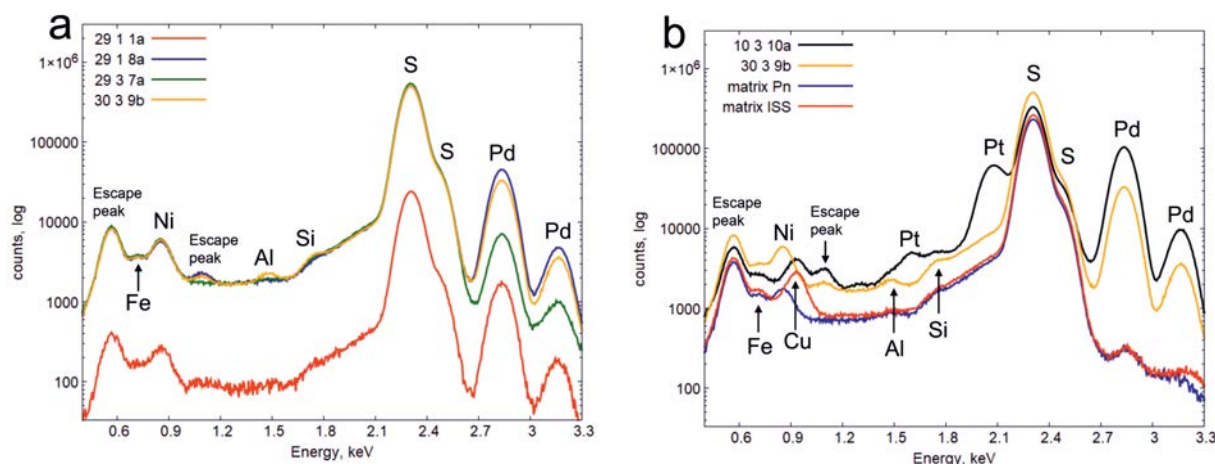 a
29 1 1a
29 1 8a
29 3 7a
30 3 9b
1×10⁶
100000
10000
1000
100
counts, log
Escape
peak
Fe
Ni
Escape
peak
Al
Si
S
S
Pd
Pd
0.6 0.9 1.2 1.5 1.8 2.1 2.4 2.7 3 3.3
Energy, keV
b
10 3 10a
30 3 9b
matrix Pn
matrix ISS
1×10⁶
100000
10000
1000
100
counts, log
Escape
peak
Fe
Ni
Cu
Escape
peak
Al
Pt
Si
Pt
S
S
Pd
Pd
0.6 0.9 1.2 1.5 1.8 2.1 2.4 2.7 3 3.3
Energy, keV